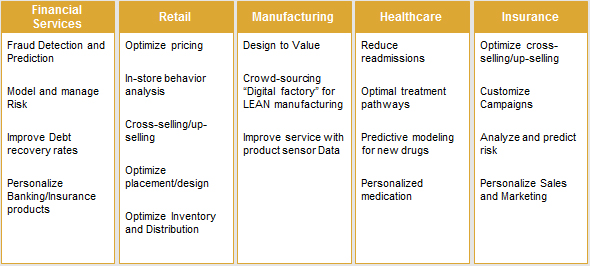 Financial
Services
Fraud Detection and
Prediction
Model and manage
Risk
Improve Debt
recovery rates
Personalize
Banking/Insurance
products
Retail
Optimize pricing
In-store behavior
analysis
Cross-selling/up-
selling
Optimize
placement/design
Optimize Inventory
and Distribution
Manufacturing
Design to Value
Crowd-sourcing
“Digital factory” for
LEAN manufacturing
Improve service with
product sensor Data
Healthcare
Reduce
readmissions
Optimal treatment
pathways
Predictive modeling
for new drugs
Personalized
medication
Insurance
Optimize cross-
selling/up-selling
Customize
Campaigns
Analyze and predict
risk
Personalize Sales
and Marketing